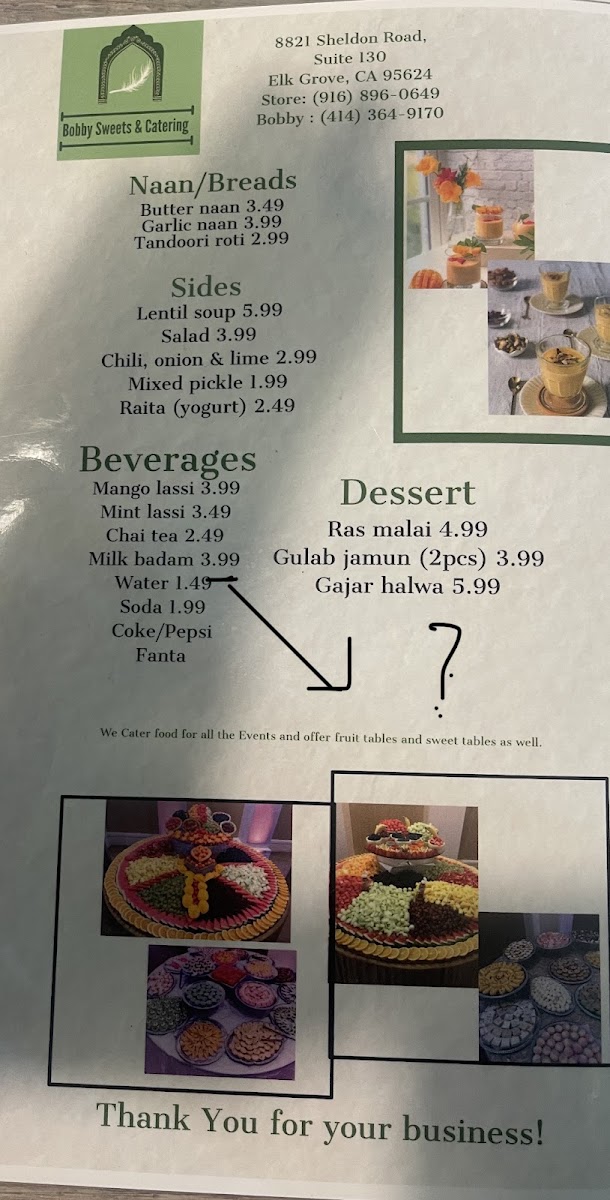 Bobby Sweets & Catering
8821 Sheldon Road,
Suite 130
Elk Grove, CA 95624
Store: (916) 896-0649
Bobby : (414) 364-9170
Naan/Breads
Butter naan 3.49
Garlic naan 3.99
Tandoori roti 2.99
Sides
Lentil soup 5.99
Salad 3.99
Chili, onion & lime 2.99
Mixed pickle 1.99
Raita (yogurt) 2.49
Beverages
Mango lassi 3.99
Mint lassi 3.49
Chai tea 2.49
Milk badam 3.99
Water 1.49
Soda 1.99
Coke/Pepsi
Fanta
Dessert
Ras malai 4.99
Gulab jamun (2pcs) 3.99
Gajar halwa 5.99
?
We Cater food for all the Events and offer fruit tables and sweet tables as well.
Thank You for your business!